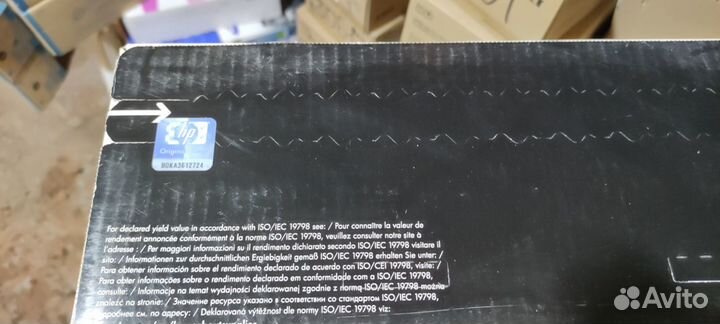 hp
Original
H0XA3612724
For declared yield value in accordance with ISO/IEC 19798 see: / Pour connaître la valeur de
rendement annoncée conformément à la norme ISO/IEC 19798, veuillez consulter notre site à
l'adresse : / Per maggiori informazioni su il rendimento dichiarato secondo ISO/IEC 19798 visitare il
sito: / Informationen zur durchschnittlichen Ergiebigkeit gemäß ISO/IEC 19798 erhalten Sie unter: /
Para obtener información sobre el rendimiento declarado de acuerdo con ISO/CEI 19798, visite: /
Para obter informações sobre o rendimento declarado em conformidade com a ISO/IEC 19798,
consulte: / Informacje na temat wydajności deklarowanej zgodnie z normą ISO/IEC 19798 można
znaleźć na stronie: / Значение ресурса указано в соответствии со стандартом ISO/IEC 19798,
подробнее см. по адресу: / Deklarovaná výtěžnost dle normy ISO/IEC 19798 viz:
Avito